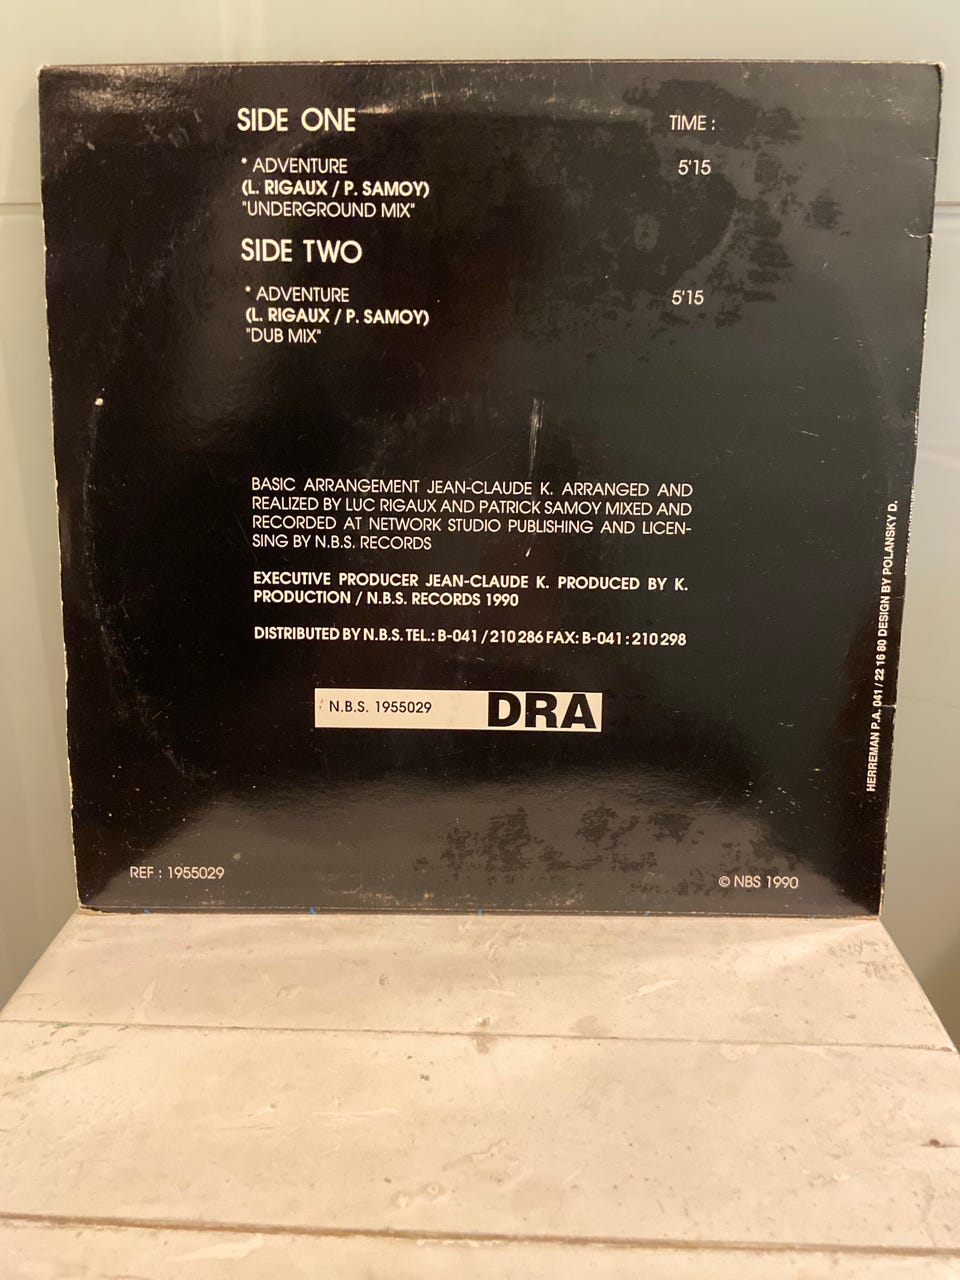 SIDE ONE
TIME :
* ADVENTURE
5'15
(L. RIGAUX / P. SAMOY)
"UNDERGROUND MIX"
SIDE TWO
* ADVENTURE
5'15
(L. RIGAUX / P. SAMOY)
"DUB MIX"
BASIC ARRANGEMENT JEAN-CLAUDE K. ARRANGED AND
REALIZED BY LUC RIGAUX AND PATRICK SAMOY MIXED AND
RECORDED AT NETWORK STUDIO PUBLISHING AND LICEN-
SING BY N.B.S. RECORDS
EXECUTIVE PRODUCER JEAN-CLAUDE K. PRODUCED BY K.
PRODUCTION / N.B.S. RECORDS 1990
DISTRIBUTED BY N.B.S. TEL.: B-041 / 210 286 FAX: B-041 : 210 298
N.B.S. 1955029
DRA
HERREMAN P.A. 041 / 22 16 80 DESIGN BY POLANSKY D.
REF : 1955029
© NBS 1990